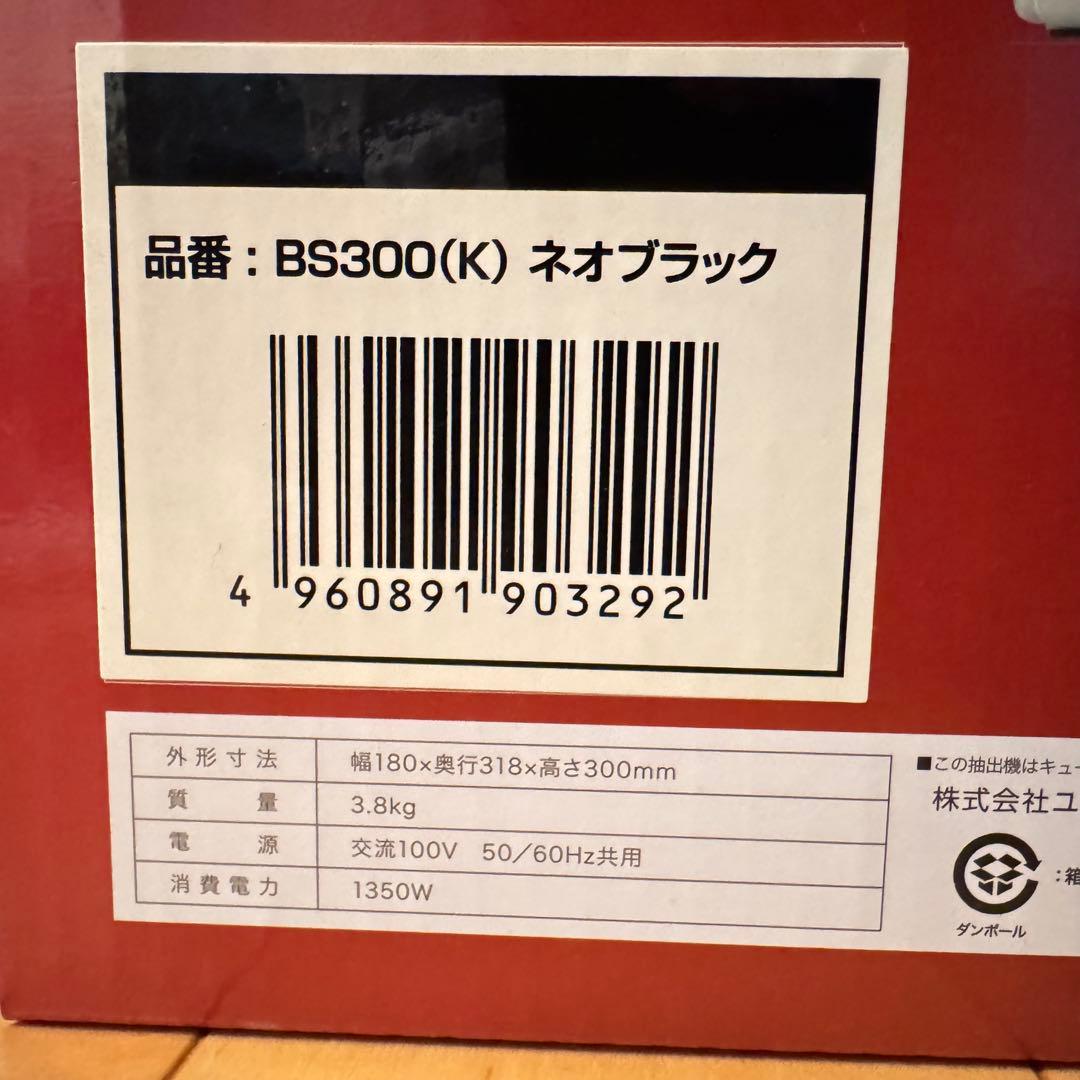 品番：BS300(K) ネオブラック
4 960891 903292
外形寸法 幅180×奥行318×高さ300mm
質量 3.8kg
電源 交流100V 50／60Hz共用
消費電力 1350W
■この抽出機はキュー
株式会社ユ
：箱
ダンボール